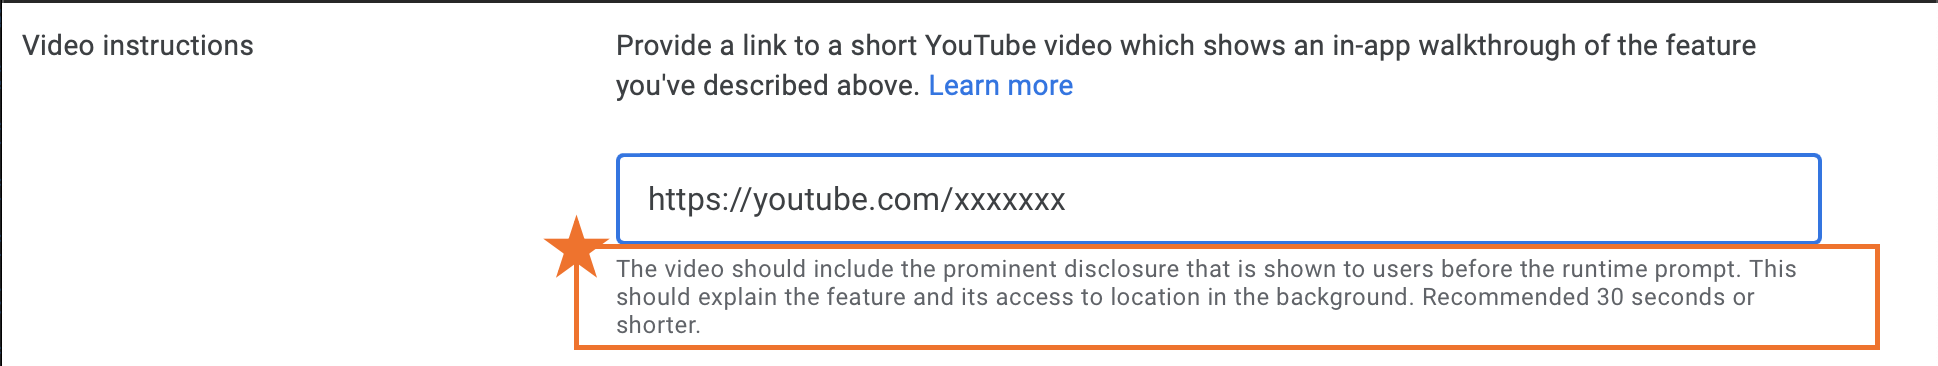 Video instructions
Provide a link to a short YouTube video which shows an in-app walkthrough of the feature
you've described above. Learn more
https://youtube.com/xxxxxxx
The video should include the prominent disclosure that is shown to users before the runtime prompt. This
should explain the feature and its access to location in the background. Recommended 30 seconds or
shorter.